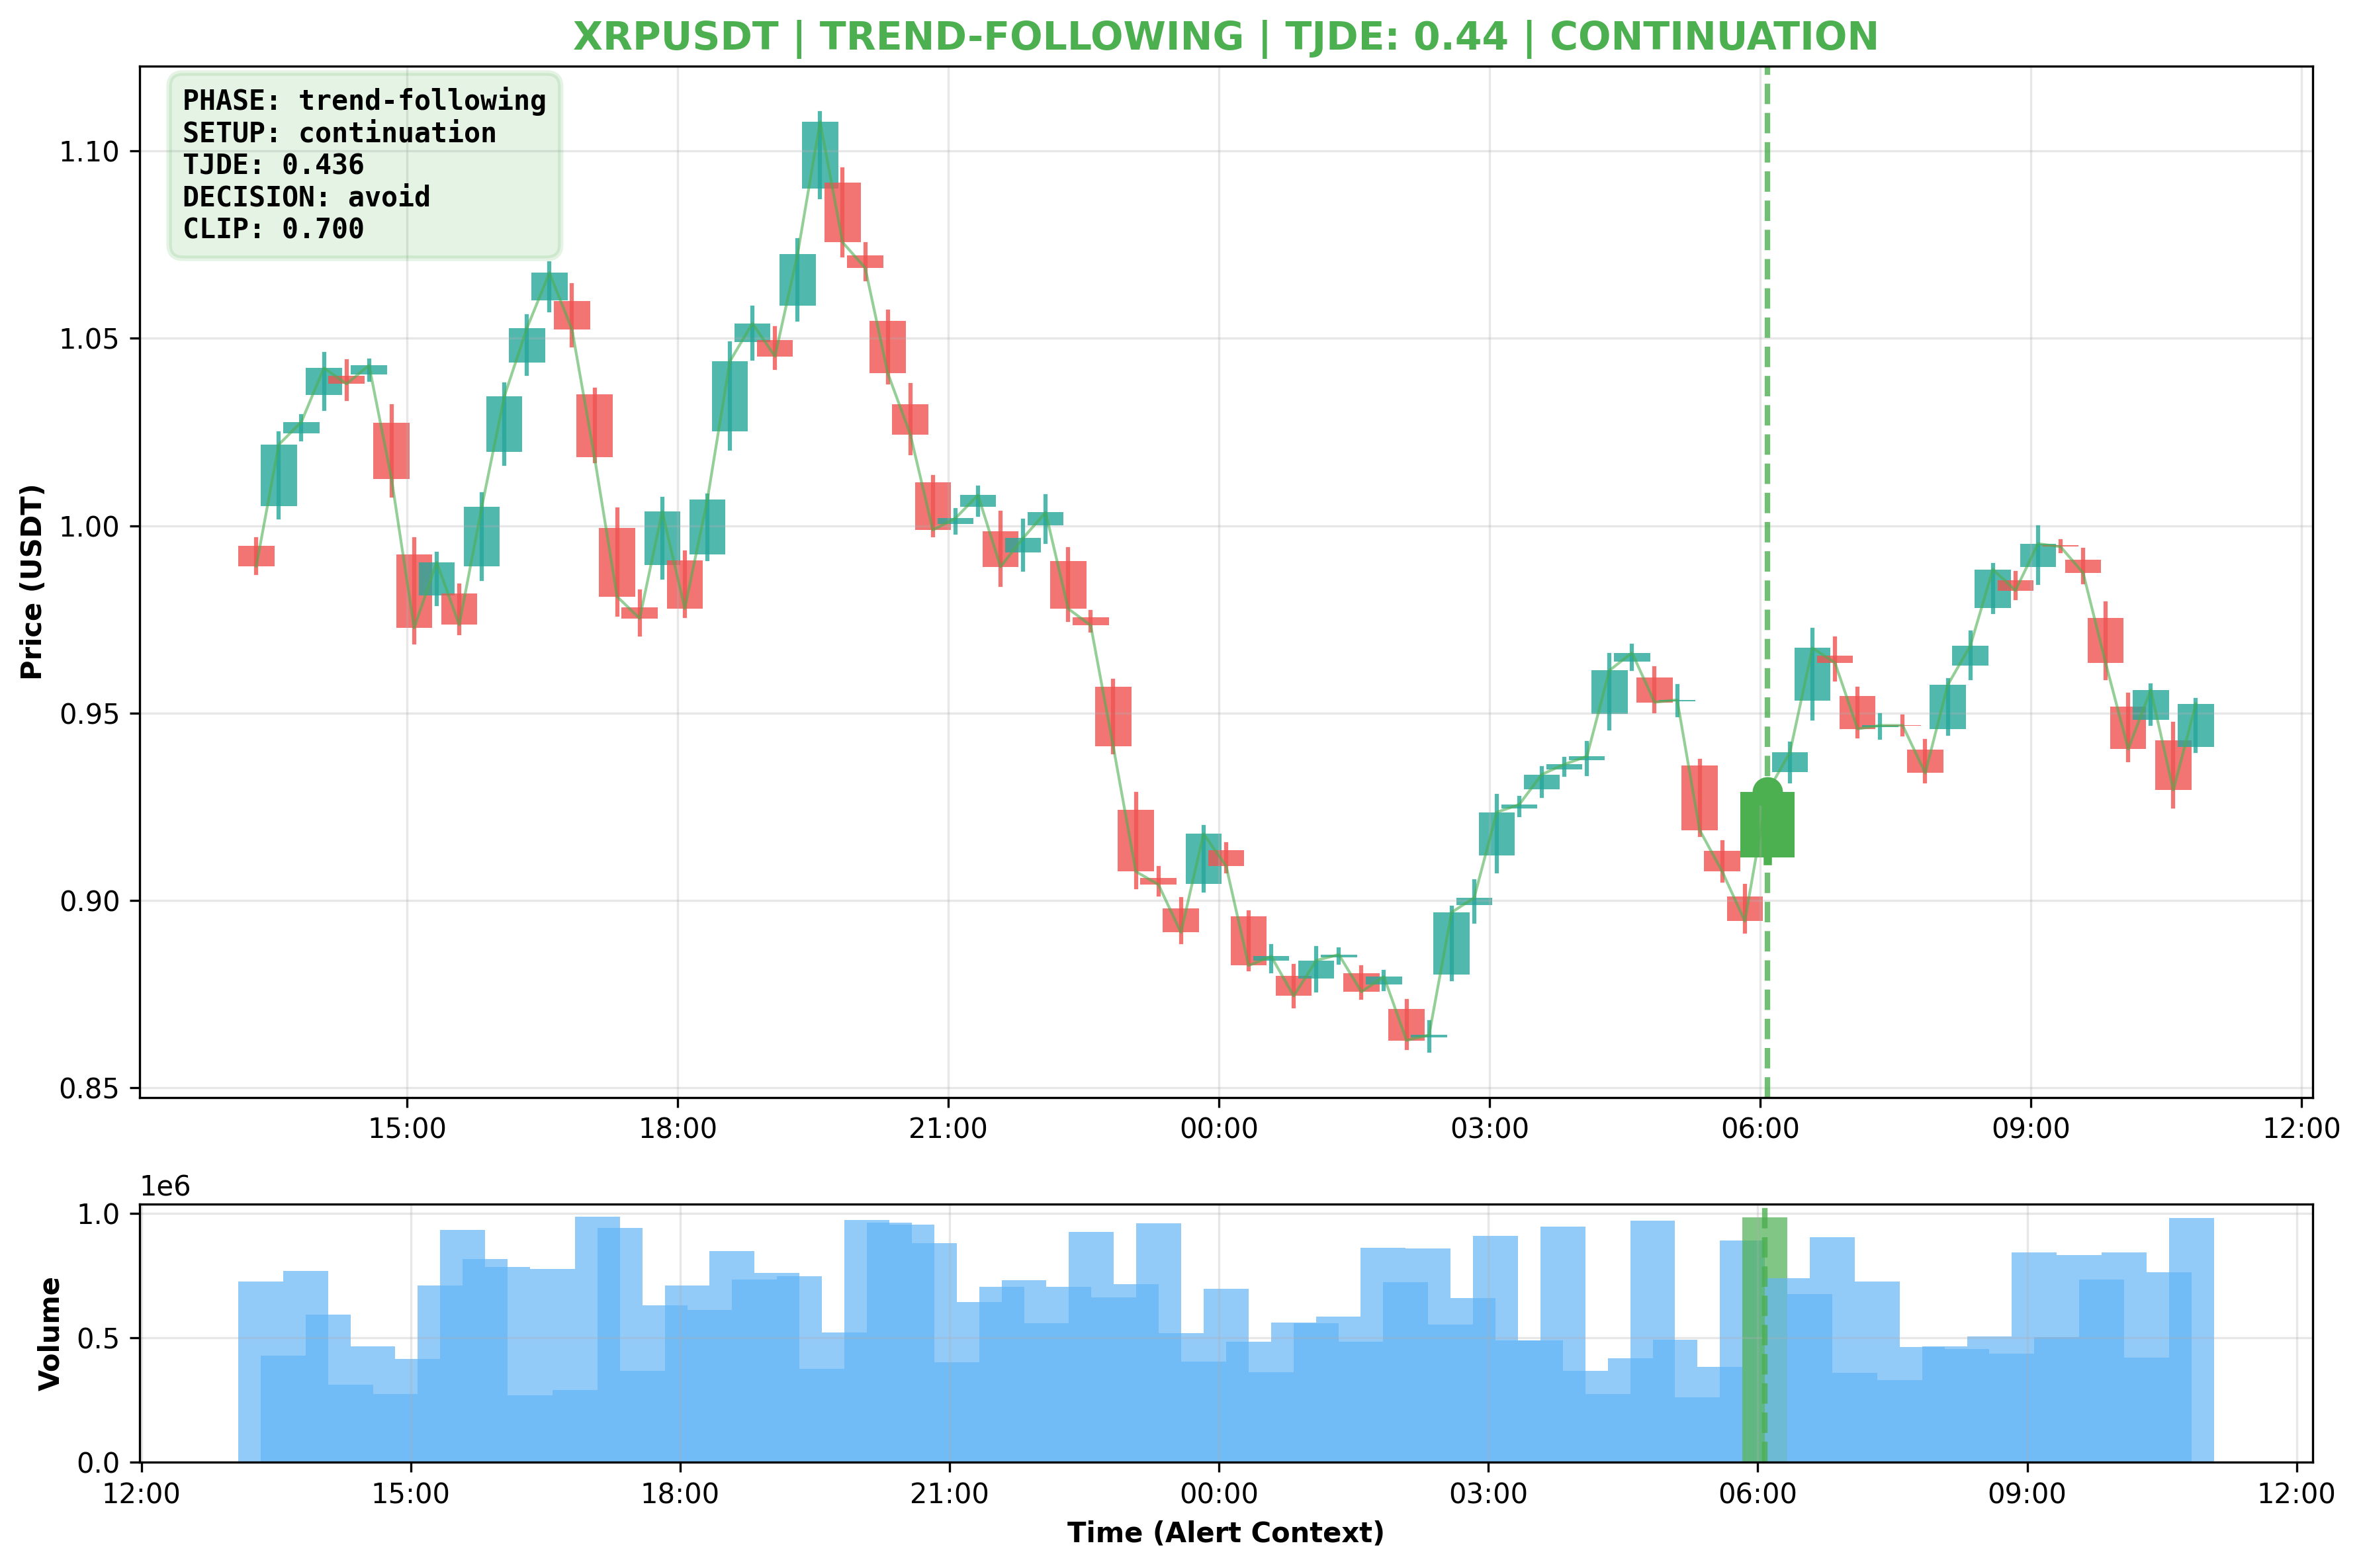 XRPUSDT | TREND-FOLLOWING | TJDE: 0.44 | CONTINUATION
PHASE: trend-following
SETUP: continuation
TJDE: 0.436
DECISION: avoid
CLIP: 0.700
Price (USDT)
1.10
1.05
1.00
0.95
0.90
0.85
15:00 18:00 21:00 00:00 03:00 06:00 09:00 12:00
1e6
Volume
1.0
0.5
0.0
12:00 15:00 18:00 21:00 00:00 03:00 06:00 09:00 12:00
Time (Alert Context)